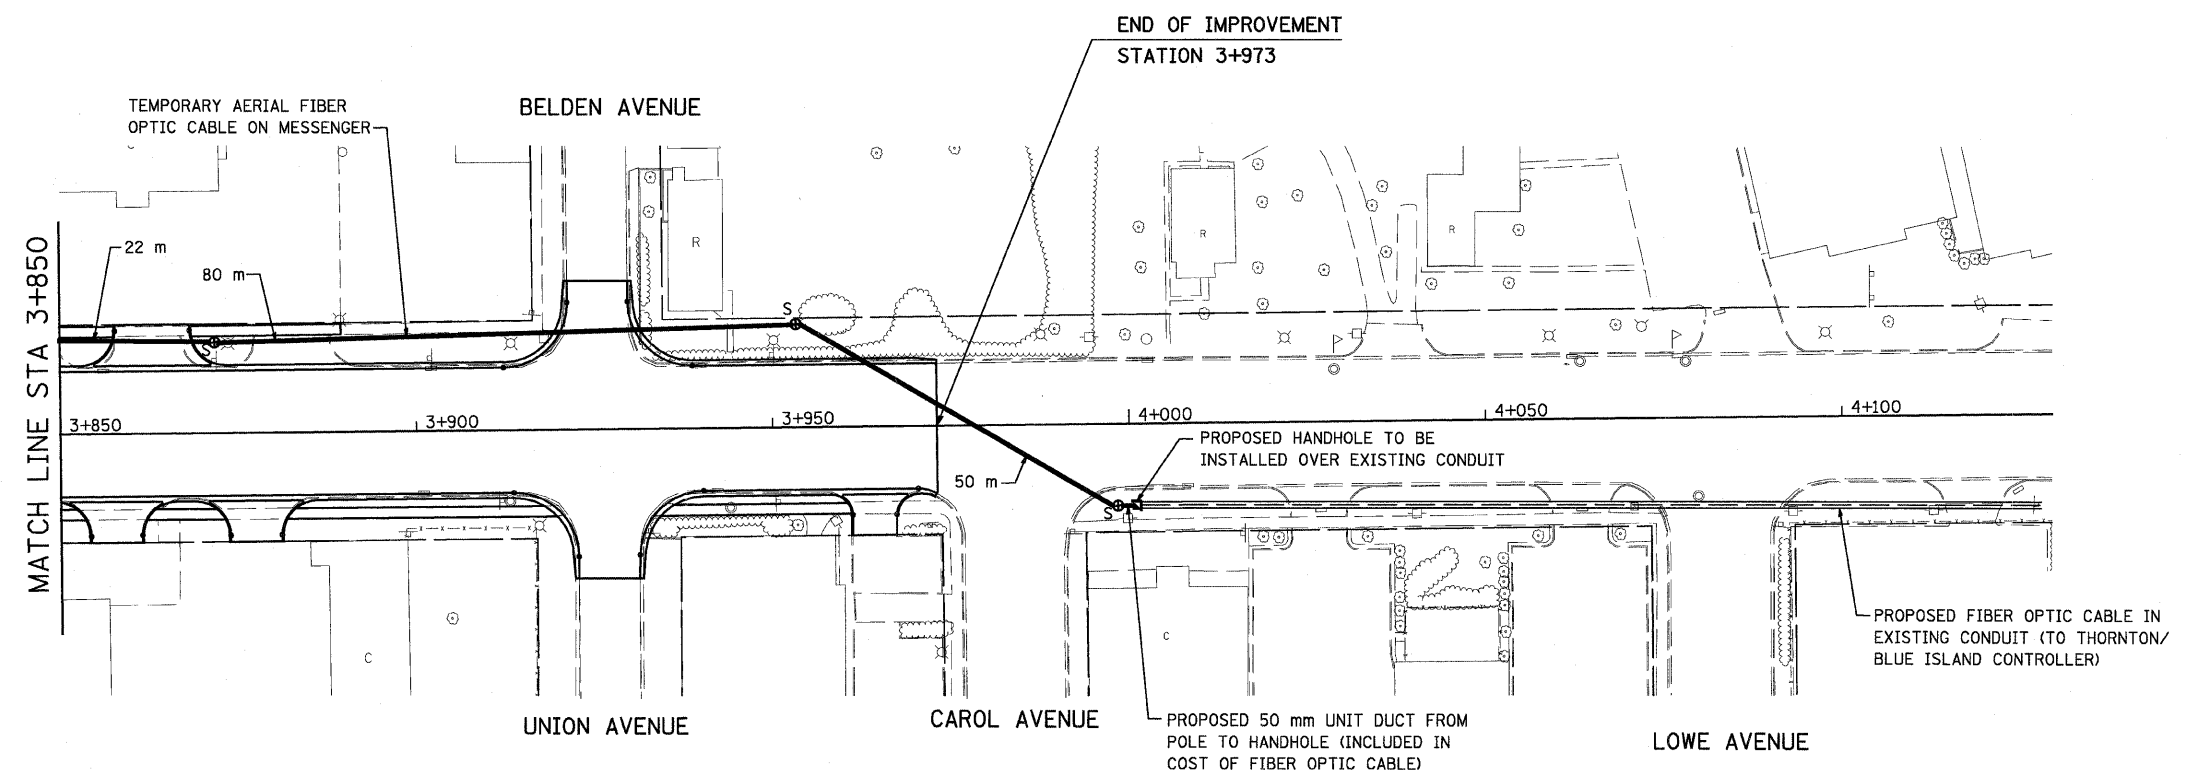 END OF IMPROVEMENT
STATION 3+973
TEMPORARY AERIAL FIBER
OPTIC CABLE ON MESSENGER
BELDEN AVENUE
MATCH LINE STA 3+850
22 m
80 m
S
S
R
R
R
3+850
3+900
3+950
4+000
4+050
4+100
PROPOSED HANDHOLE TO BE
INSTALLED OVER EXISTING CONDUIT
50 m
S
C
C
PROPOSED FIBER OPTIC CABLE IN
EXISTING CONDUIT (TO THORNTON/
BLUE ISLAND CONTROLLER)
UNION AVENUE
CAROL AVENUE
PROPOSED 50 mm UNIT DUCT FROM
POLE TO HANDHOLE (INCLUDED IN
COST OF FIBER OPTIC CABLE)
LOWE AVENUE